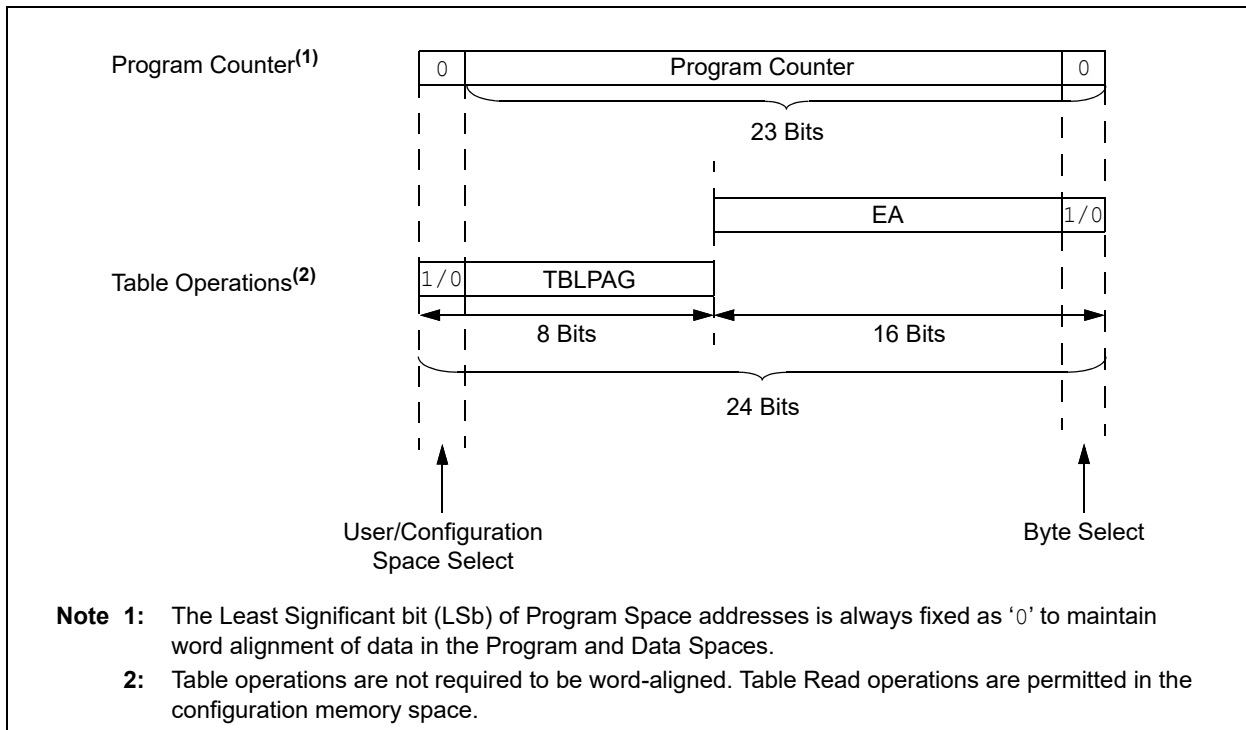 Program Counter(1)
0
Program Counter
0
23 Bits
EA
1/0
Table Operations(2)
1/0
TBLPAG
8 Bits
16 Bits
24 Bits
User/Configuration
Space Select
Byte Select
Note 1: The Least Significant bit (LSb) of Program Space addresses is always fixed as ‘0’ to maintain
word alignment of data in the Program and Data Spaces.
2: Table operations are not required to be word-aligned. Table Read operations are permitted in the
configuration memory space.